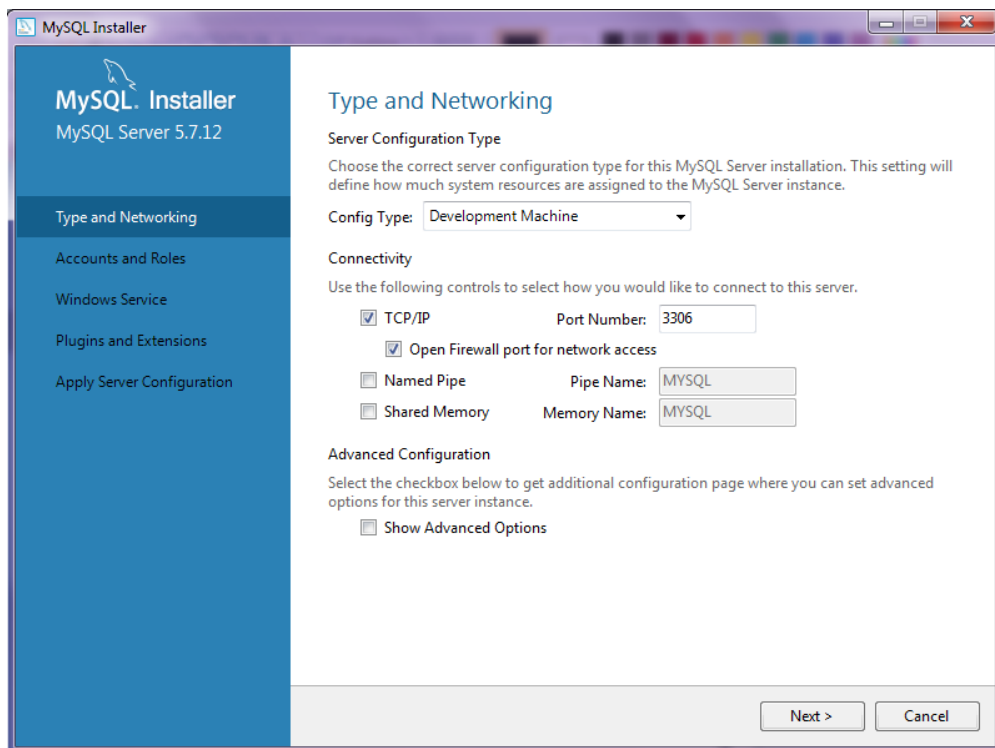 MySQL Installer
MySQL. Installer
MySQL Server 5.7.12
Type and Networking
Accounts and Roles
Windows Service
Plugins and Extensions
Apply Server Configuration
Type and Networking
Server Configuration Type
Choose the correct server configuration type for this MySQL Server installation. This setting will
define how much system resources are assigned to the MySQL Server instance.
Config Type: Development Machine
Connectivity
Use the following controls to select how you would like to connect to this server.
TCP/IP Port Number: 3306
Open Firewall port for network access
Named Pipe Pipe Name: MYSQL
Shared Memory Memory Name: MYSQL
Advanced Configuration
Select the checkbox below to get additional configuration page where you can set advanced
options for this server instance.
Show Advanced Options
Next > Cancel